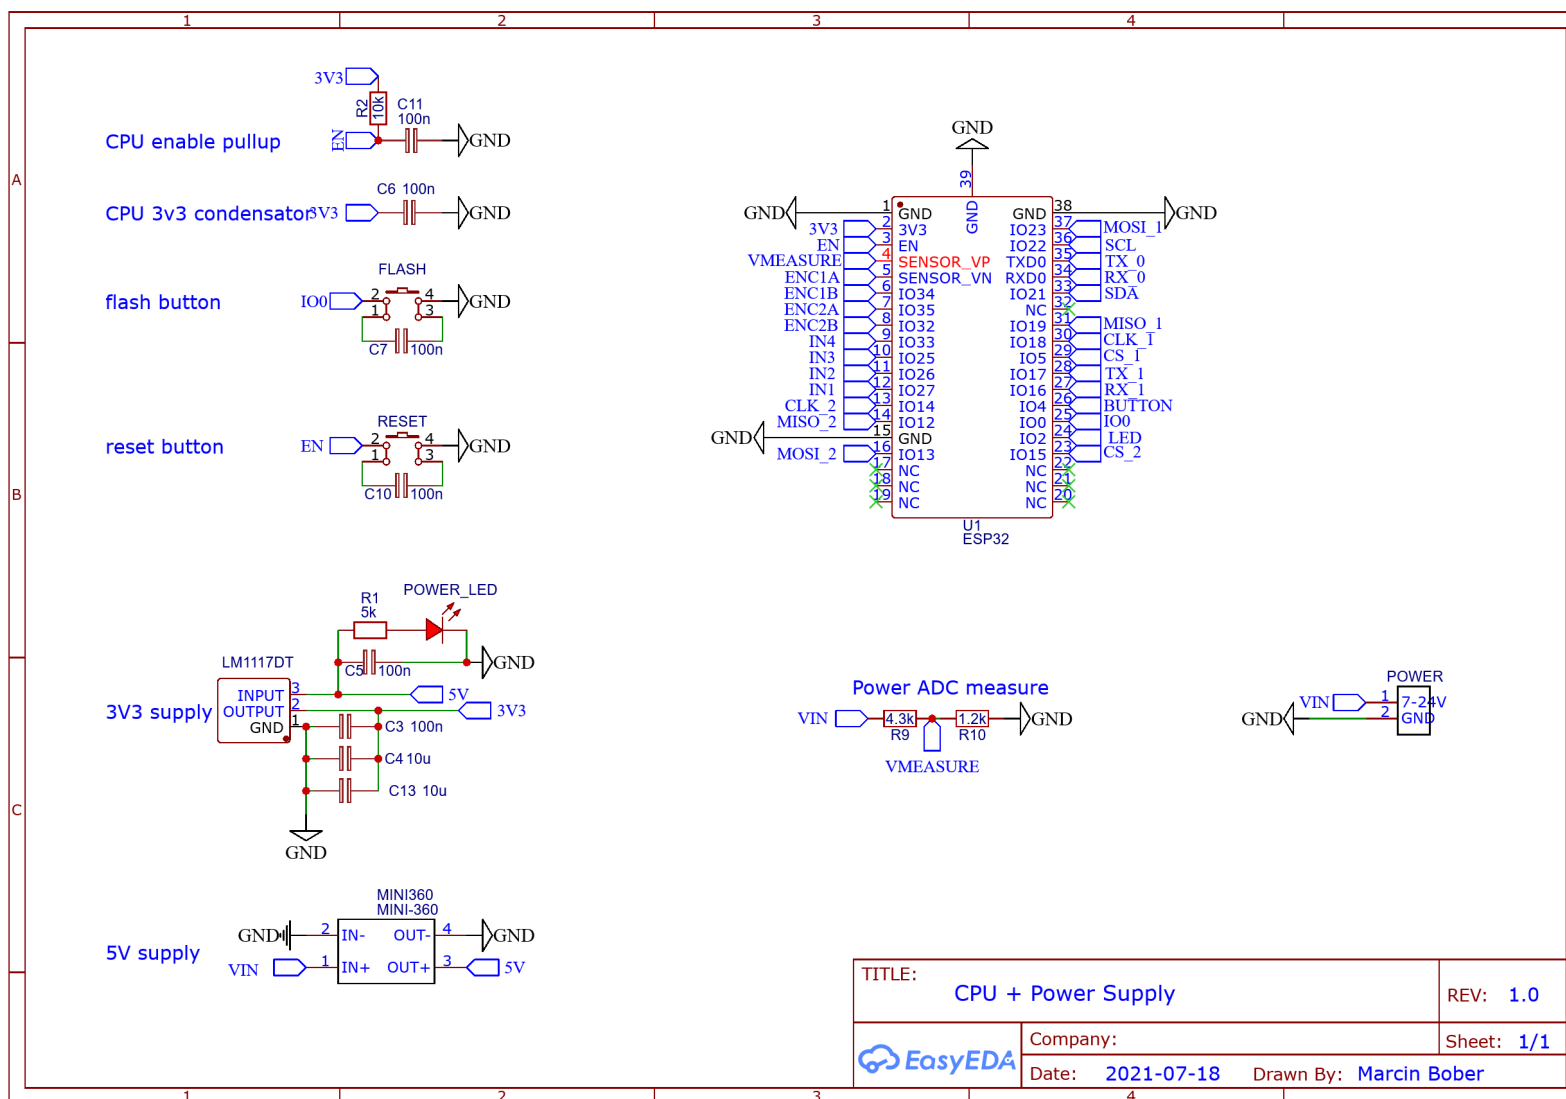 1 2 3 4
A
B
C
3V3
R2
10k
C11
100n
EN
GND
CPU enable pullup
C6 100n
CPU 3v3 condensator
3V3
GND
FLASH
flash button
IO0
2 4
1 3
GND
C7 100n
RESET
reset button
EN
2 4
1 3
GND
C10 100n
POWER_LED
R1
5k
C5 100n
GND
LM1117DT
3V3 supply
INPUT 3
OUTPUT 2
GND 1
5V
3V3
C3 100n
C4 10u
C13 10u
GND
MINI360
MINI-360
5V supply
GND 2 IN- OUT- 4 GND
VIN 1 IN+ OUT+ 3 5V
GND
39
GND
GND 1 GND GND 38 GND
3V3 2 3V3 IO23 37 MOSI_1
EN 3 EN IO22 36 SCL
VMEASURE 4 SENSOR_VP TXD0 35 TX_0
ENC1A 5 SENSOR_VN RXD0 34 RX_0
ENC1B 6 IO34 IO21 33 SDA
ENC2A 7 IO35 NC 32
ENC2B 8 IO32 IO19 31 MISO_1
IN4 9 IO33 IO18 30 CLK_1
IN3 10 IO25 IO5 29 CS_1
IN2 11 IO26 IO17 28 TX_1
IN1 12 IO27 IO16 27 RX_1
CLK_2 13 IO14 IO4 26 BUTTON
MISO_2 14 IO12 IO0 25 IO0
GND 15 GND IO2 24 LED
MOSI_2 16 IO13 IO15 23 CS_2
17 NC NC 22
18 NC NC 21
19 NC NC 20
U1
ESP32
Power ADC measure
VIN 4.3k 1.2k GND
R9 R10
VMEASURE
POWER
VIN 1 7-24V
GND 2 GND
TITLE:
CPU + Power Supply
REV: 1.0
EasyEDA
Company:
Sheet: 1/1
Date: 2021-07-18 Drawn By: Marcin Bober
1 2 3 4